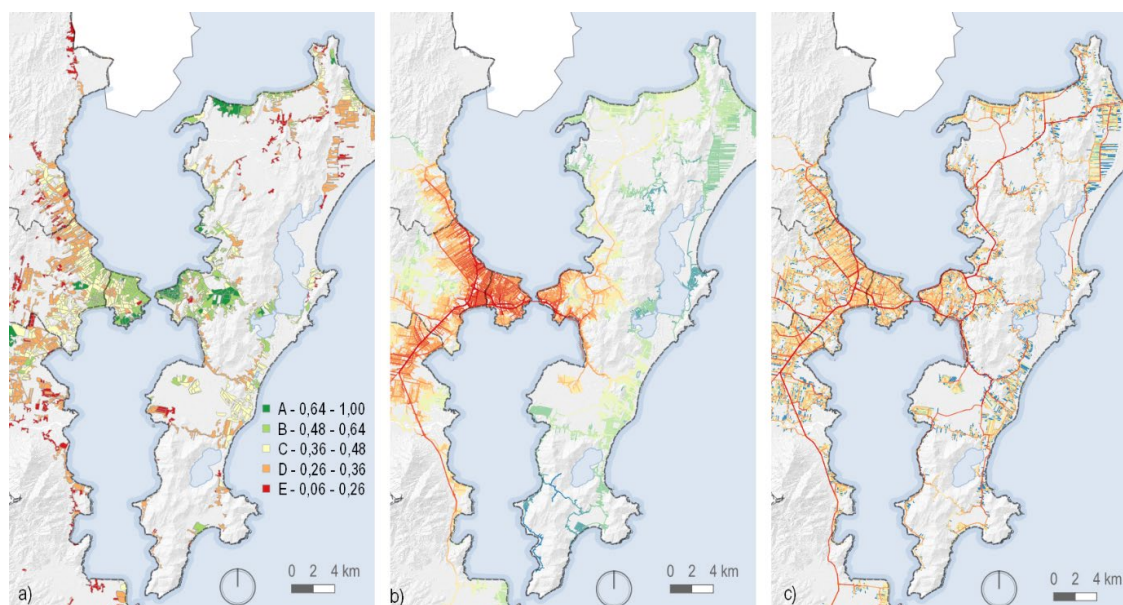 A - 0,64 - 1,00
B - 0,48 - 0,64
C - 0,36 - 0,48
D - 0,26 - 0,36
E - 0,06 - 0,26
0 2 4 km
a)
0 2 4 km
b)
0 2 4 km
c)